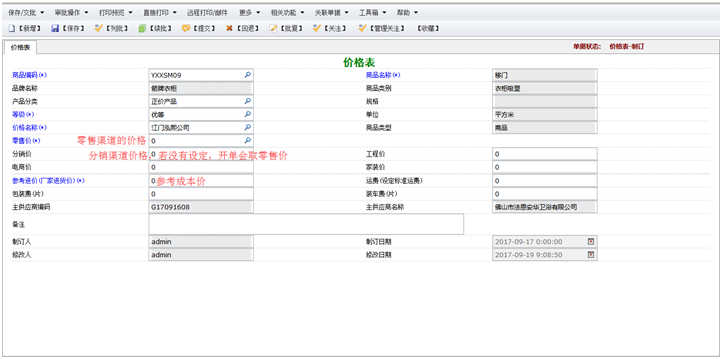 保存/交批 审批操作 打印预览 直接打印 远程打印/邮件 更多 相关功能 关联单据 工具箱 帮助
【新增】 【保存】 【列批】 【续批】 【提交】 【回退】 【批复】 【关注】 【管理关注】 【收藏】
价格表 单据状态: 价格表-制订
价格表
商品编码(*) YXXSM09 商品名称(*) 移门
品牌名称 箭牌衣柜 商品类别 衣柜吸塑
产品分类 正价产品 规格
等级(*) 优等 单位 平方米
价格名称(*) 江门泓熙公司 商品类型 商品
零售价(*) 零售渠道的价格 0
分销价 分销渠道价格，若没有设定，开单会取零售价 工程价 0
电商价 0 家装价 0
参考进价(厂家进货价)(*) 0 参考成本价 运费(设定标准运费) 0
包装费(片) 0 装车费(片) 0
主供应商编码 G17091608 主供应商名称 佛山市法恩安华卫浴有限公司
备注
制订人 admin 制订日期 2017-09-17 0:00:00
修改人 admin 修改日期 2017-09-19 9:08:50